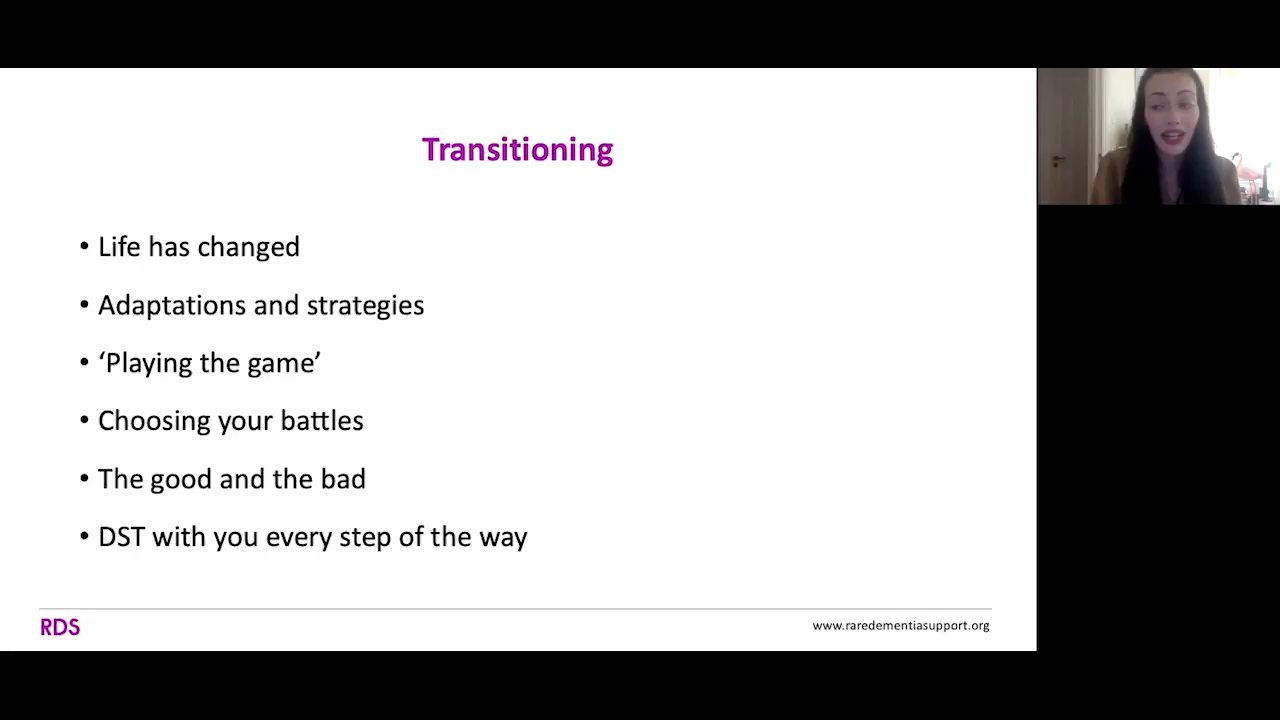 Transitioning
• Life has changed
• Adaptations and strategies
• ‘Playing the game’
• Choosing your battles
• The good and the bad
• DST with you every step of the way
RDS
www.raredementiasupport.org